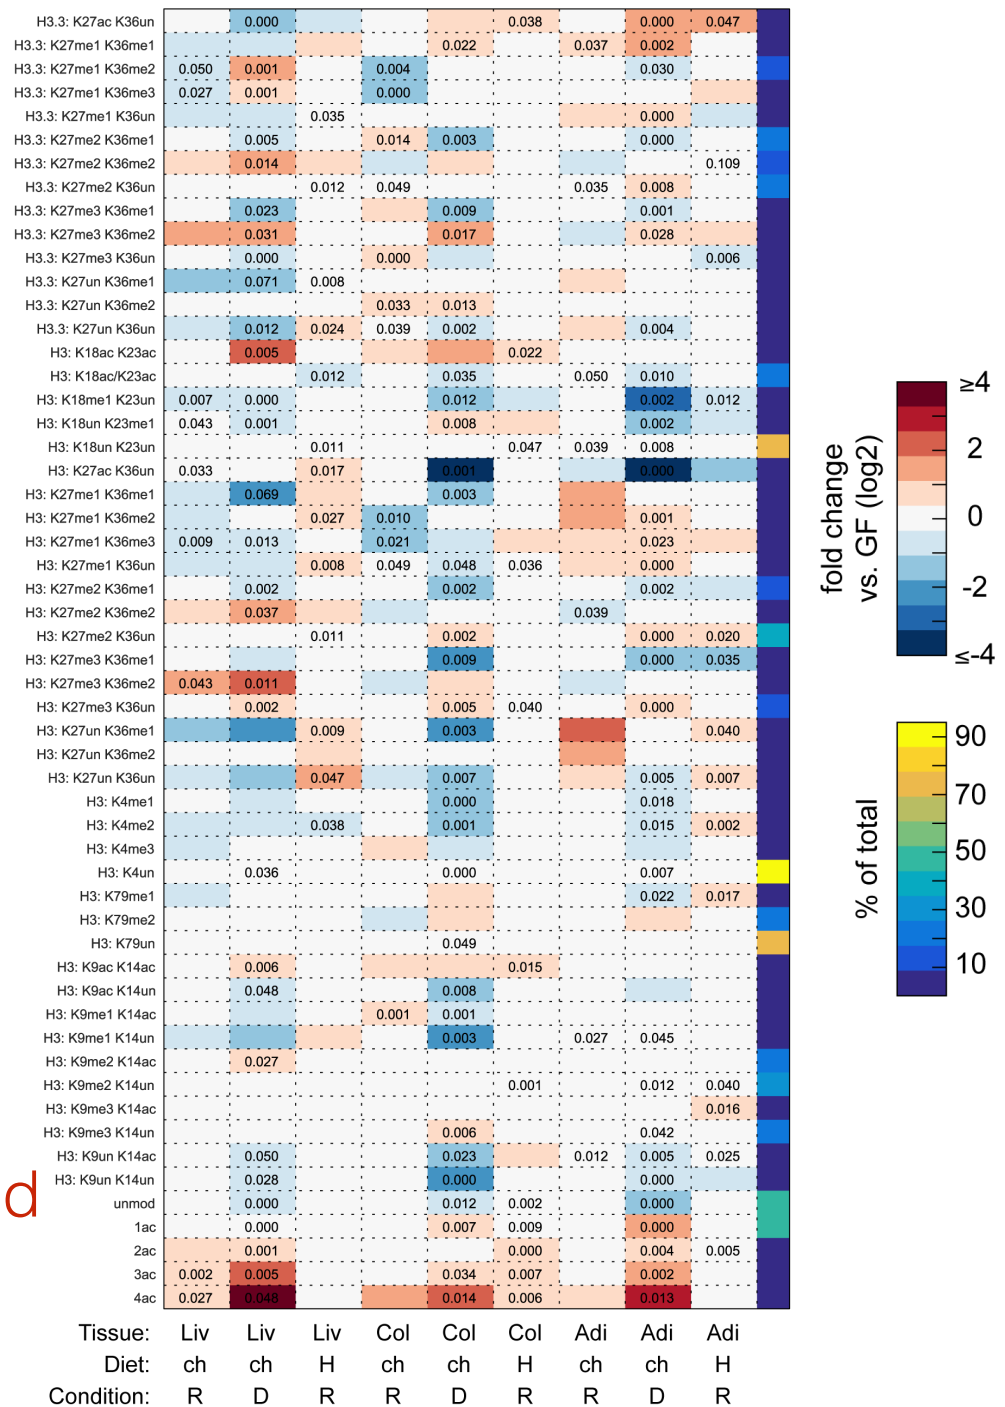 H3.3: K27ac K36un 0.000 0.038 0.000 0.047
H3.3: K27me1 K36me1 0.022 0.037 0.002
H3.3: K27me1 K36me2 0.050 0.001 0.004 0.030
H3.3: K27me1 K36me3 0.027 0.001 0.000
H3.3: K27me1 K36un 0.035 0.000
H3.3: K27me2 K36me1 0.005 0.014 0.003 0.000
H3.3: K27me2 K36me2 0.014 0.109
H3.3: K27me2 K36un 0.012 0.049 0.035 0.008
H3.3: K27me3 K36me1 0.023 0.009 0.001
H3.3: K27me3 K36me2 0.031 0.017 0.028
H3.3: K27me3 K36un 0.000 0.000 0.006
H3.3: K27un K36me1 0.071 0.008
H3.3: K27un K36me2 0.033 0.013
H3.3: K27un K36un 0.012 0.024 0.039 0.002 0.004
H3: K18ac K23ac 0.005 0.022
H3: K18ac/K23ac 0.012 0.035 0.050 0.010
H3: K18me1 K23un 0.007 0.000 0.012 0.002 0.012
H3: K18un K23me1 0.043 0.001 0.008 0.002
H3: K18un K23un 0.011 0.047 0.039 0.008
H3: K27ac K36un 0.033 0.017 0.001 0.000
H3: K27me1 K36me1 0.069 0.003
H3: K27me1 K36me2 0.027 0.010 0.001
H3: K27me1 K36me3 0.009 0.013 0.021 0.023
H3: K27me1 K36un 0.008 0.049 0.048 0.036 0.000
H3: K27me2 K36me1 0.002 0.002 0.002
H3: K27me2 K36me2 0.037 0.039
H3: K27me2 K36un 0.011 0.002 0.000 0.020
H3: K27me3 K36me1 0.009 0.000 0.035
H3: K27me3 K36me2 0.043 0.011
H3: K27me3 K36un 0.002 0.005 0.040 0.000
H3: K27un K36me1 0.009 0.003 0.040
H3: K27un K36me2
H3: K27un K36un 0.047 0.007 0.005 0.007
H3: K4me1 0.000 0.018
H3: K4me2 0.038 0.001 0.015 0.002
H3: K4me3
H3: K4un 0.036 0.000 0.007
H3: K79me1 0.022 0.017
H3: K79me2
H3: K79un 0.049
H3: K9ac K14ac 0.006 0.015
H3: K9ac K14un 0.048 0.008
H3: K9me1 K14ac 0.001 0.001
H3: K9me1 K14un 0.003 0.027 0.045
H3: K9me2 K14ac 0.027
H3: K9me2 K14un 0.001 0.012 0.040
H3: K9me3 K14ac 0.016
H3: K9me3 K14un 0.006 0.042
H3: K9un K14ac 0.050 0.023 0.012 0.005 0.025
H3: K9un K14un 0.028 0.000 0.000
d
unmod 0.000 0.012 0.002 0.000
1ac 0.000 0.007 0.009 0.000
2ac 0.001 0.000 0.004 0.005
3ac 0.002 0.005 0.034 0.007 0.002
4ac 0.027 0.048 0.014 0.006 0.013
Tissue: Liv Liv Liv Col Col Col Adi Adi Adi
Diet: ch ch H ch ch H ch ch H
Condition: R D R R D R R D R
fold change
vs. GF (log2)
≥4
2
0
-2
≤-4
% of total
90
70
50
30
10